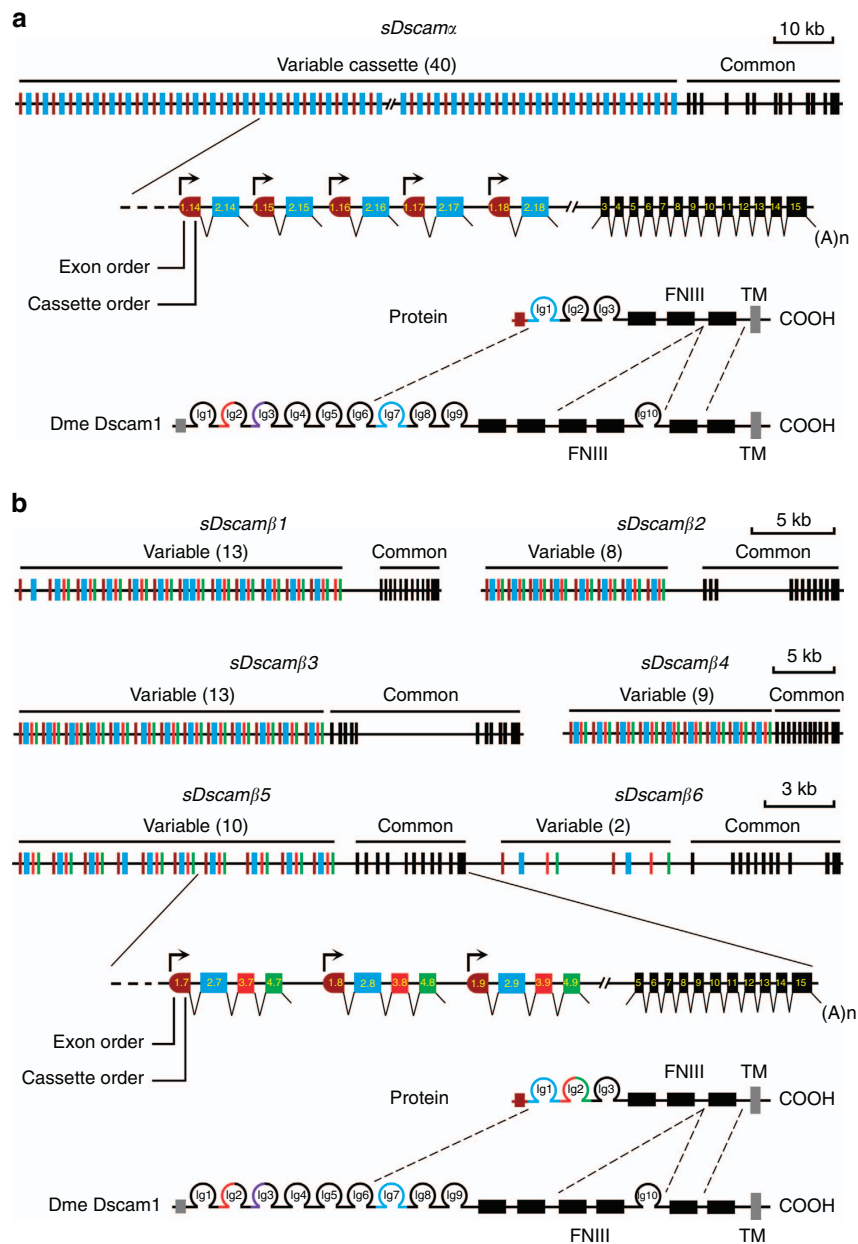 a
sDscamα
10 kb
Variable cassette (40)
Common
1.14 2.14 1.15 2.15 1.16 2.16 1.17 2.17 1.18 2.18 3 4 5 6 7 8 9 10 11 12 13 14 15
(A)n
Exon order
Cassette order
FNIII TM
Protein Ig1 Ig2 Ig3 COOH
Dme Dscam1 Ig1 Ig2 Ig3 Ig4 Ig5 Ig6 Ig7 Ig8 Ig9 Ig10 COOH
FNIII TM
b
sDscamβ1 sDscamβ2 5 kb
Variable (13) Common Variable (8) Common
sDscamβ3 sDscamβ4 5 kb
Variable (13) Common Variable (9) Common
sDscamβ5 sDscamβ6 3 kb
Variable (10) Common Variable (2) Common
1.7 2.7 3.7 4.7 1.8 2.8 3.8 4.8 1.9 2.9 3.9 4.9 5 6 7 8 9 10 11 12 13 14 15
(A)n
Exon order
Cassette order
FNIII TM
Protein Ig1 Ig2 Ig3 COOH
Dme Dscam1 Ig1 Ig2 Ig3 Ig4 Ig5 Ig6 Ig7 Ig8 Ig9 Ig10 COOH
FNIII TM